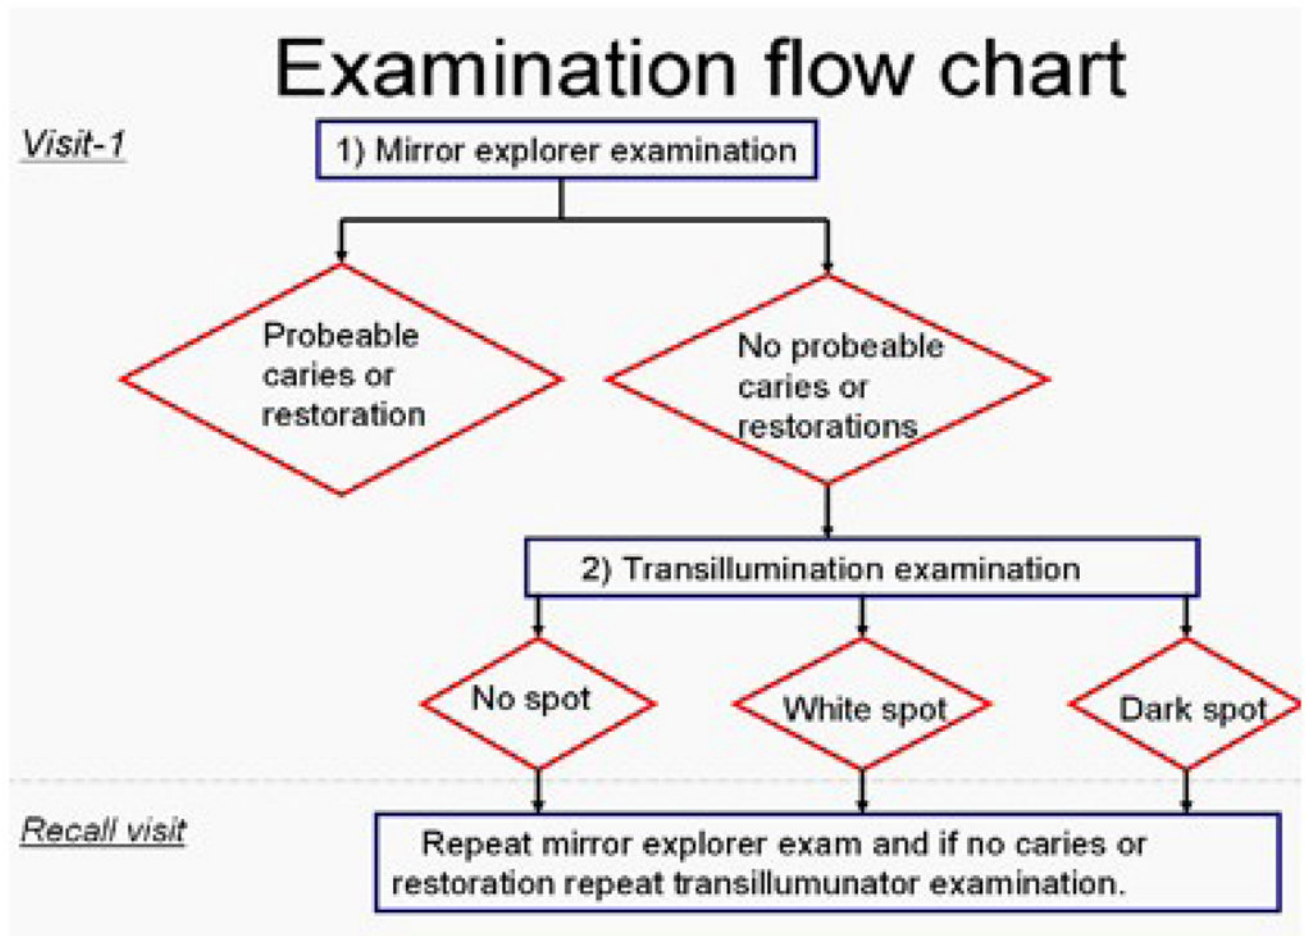 Examination flow chart
Visit-1
1) Mirror explorer examination
Probeable
caries or
restoration
No probeable
caries or
restorations
2) Transillumination examination
No spot
White spot
Dark spot
Recall visit
Repeat mirror explorer exam and if no caries or
restoration repeat transillumunator examination.